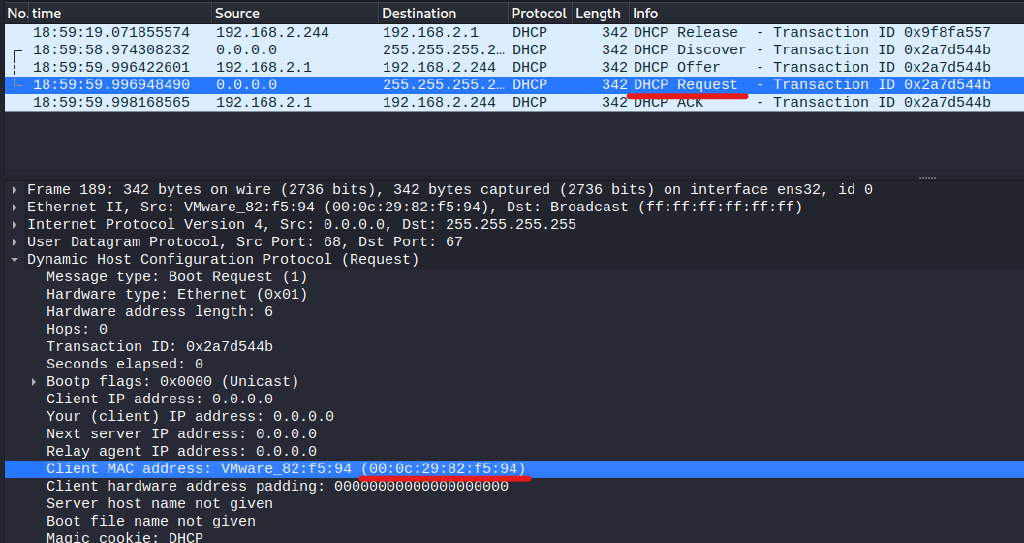 No. time Source Destination Protocol Length Info
18:59:19.071855574 192.168.2.244 192.168.2.1 DHCP 342 DHCP Release - Transaction ID 0x9f8fa557
18:59:58.974308232 0.0.0.0 255.255.255.2… DHCP 342 DHCP Discover - Transaction ID 0x2a7d544b
18:59:59.996422601 192.168.2.1 192.168.2.244 DHCP 342 DHCP Offer - Transaction ID 0x2a7d544b
18:59:59.996948490 0.0.0.0 255.255.255.2… DHCP 342 DHCP Request - Transaction ID 0x2a7d544b
18:59:59.998168565 192.168.2.1 192.168.2.244 DHCP 342 DHCP ACK - Transaction ID 0x2a7d544b
Frame 189: 342 bytes on wire (2736 bits), 342 bytes captured (2736 bits) on interface ens32, id 0
Ethernet II, Src: VMware_82:f5:94 (00:0c:29:82:f5:94), Dst: Broadcast (ff:ff:ff:ff:ff:ff)
Internet Protocol Version 4, Src: 0.0.0.0, Dst: 255.255.255.255
User Datagram Protocol, Src Port: 68, Dst Port: 67
Dynamic Host Configuration Protocol (Request)
Message type: Boot Request (1)
Hardware type: Ethernet (0x01)
Hardware address length: 6
Hops: 0
Transaction ID: 0x2a7d544b
Seconds elapsed: 0
Bootp flags: 0x0000 (Unicast)
Client IP address: 0.0.0.0
Your (client) IP address: 0.0.0.0
Next server IP address: 0.0.0.0
Relay agent IP address: 0.0.0.0
Client MAC address: VMware_82:f5:94 (00:0c:29:82:f5:94)
Client hardware address padding: 00000000000000000000
Server host name not given
Boot file name not given
Magic cookie: DHCP